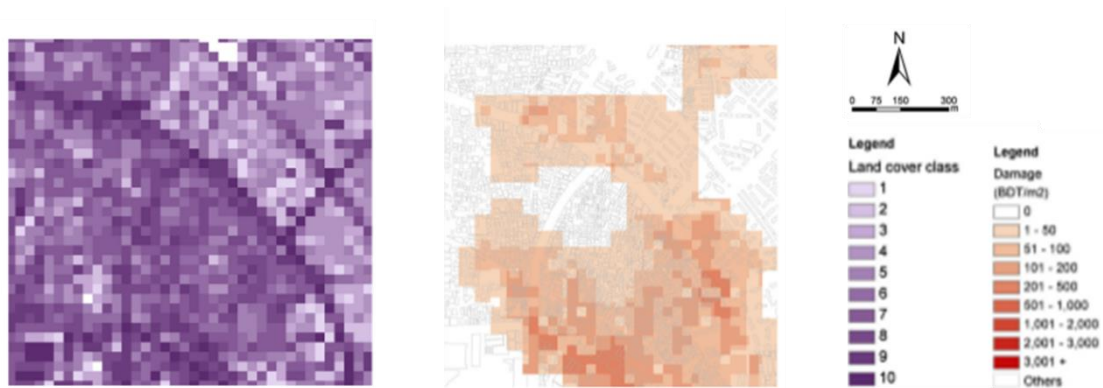 N
0 75 150 300
m
Legend
Land cover class
1
2
3
4
5
6
7
8
9
10
Legend
Damage
(BDT/m2)
0
1 - 50
51 - 100
101 - 200
201 - 500
501 - 1,000
1,001 - 2,000
2,001 - 3,000
3,001 +
Others